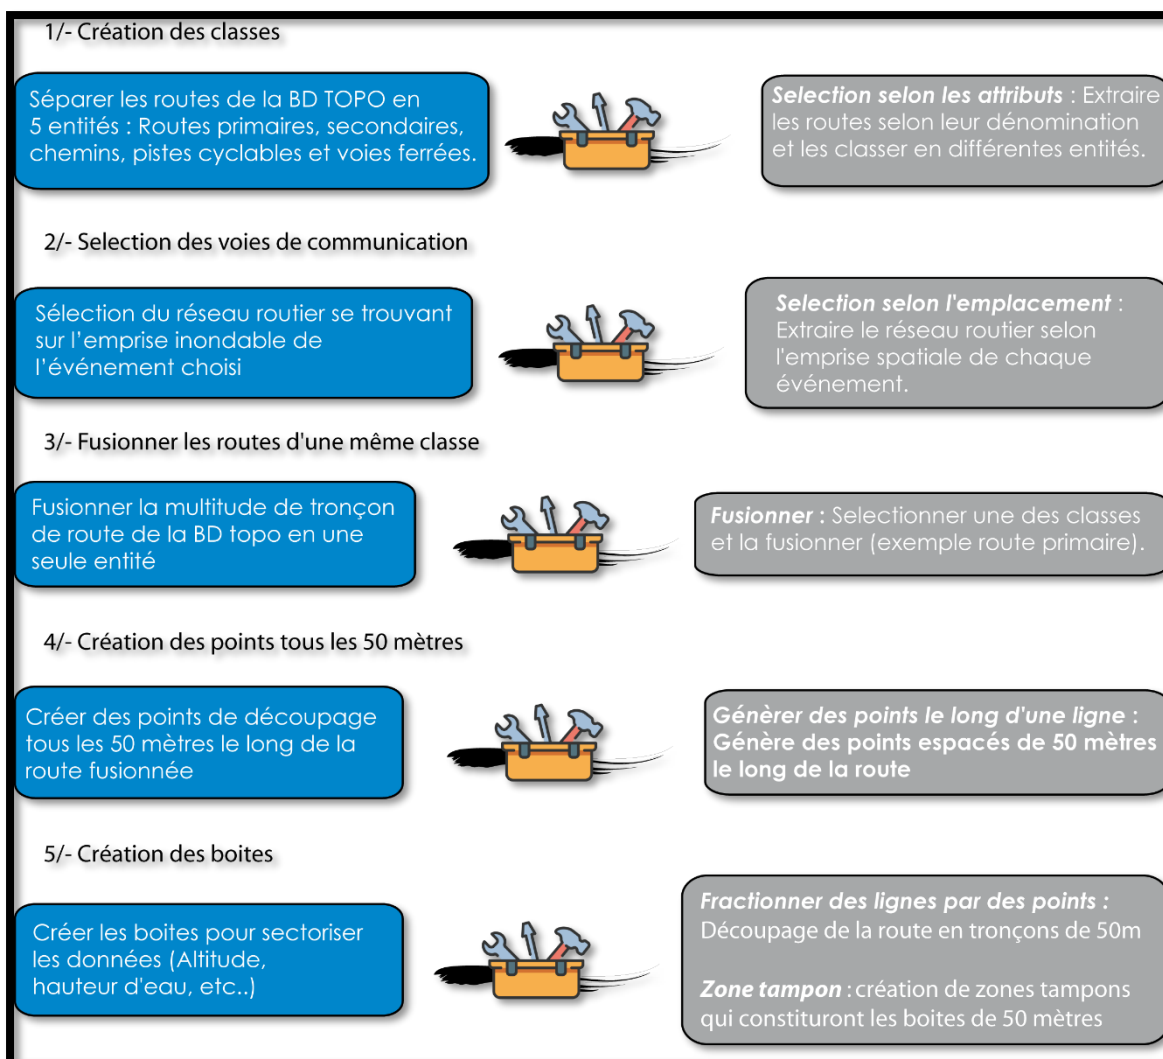 1/- Création des classes
Séparer les routes de la BD TOPO en
5 entités : Routes primaires, secondaires,
chemins, pistes cyclables et voies ferrées.
Selection selon les attributs : Extraire
les routes selon leur dénomination
et les classer en différentes entités.
2/- Selection des voies de communication
Sélection du réseau routier se trouvant
sur l'emprise inondable de
l'événement choisi
Selection selon l'emplacement :
Extraire le réseau routier selon
l'emprise spatiale de chaque
événement.
3/- Fusionner les routes d'une même classe
Fusionner la multitude de tronçon
de route de la BD topo en une
seule entité
Fusionner : Selectionner une des classes
et la fusionner (exemple route primaire).
4/- Création des points tous les 50 mètres
Créer des points de découpage
tous les 50 mètres le long de la
route fusionnée
Génèrer des points le long d'une ligne :
Génère des points espacés de 50 mètres
le long de la route
5/- Création des boites
Créer les boites pour sectoriser
les données (Altitude,
hauteur d'eau, etc..)
Fractionner des lignes par des points :
Découpage de la route en tronçons de 50m
Zone tampon : création de zones tampons
qui constituront les boites de 50 mètres